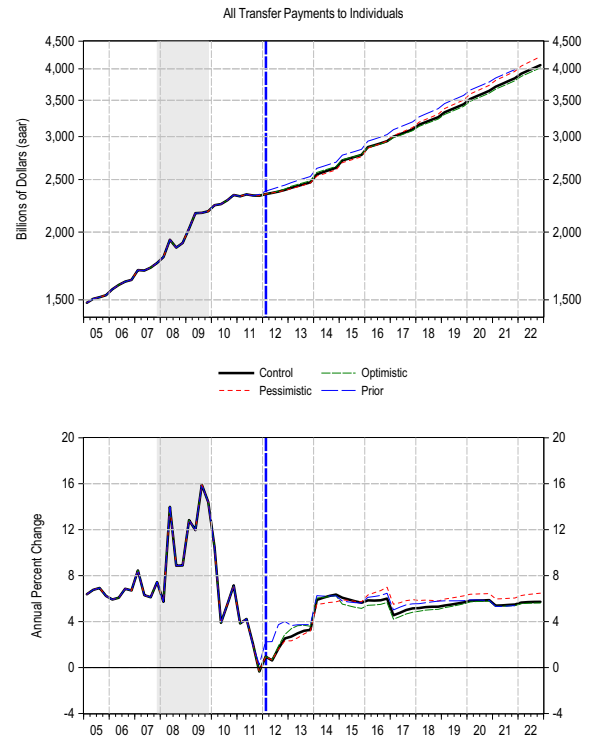 All Transfer Payments to Individuals
Billions of Dollars (saar)
4,500 4,500
4,000 4,000
3,500 3,500
3,000 3,000
2,500 2,500
2,000 2,000
1,500 1,500
05 06 07 08 09 10 11 12 13 14 15 16 17 18 19 20 21 22
Control Optimistic
Pessimistic Prior
Annual Percent Change
20 20
16 16
12 12
8 8
4 4
0 0
-4 -4
05 06 07 08 09 10 11 12 13 14 15 16 17 18 19 20 21 22